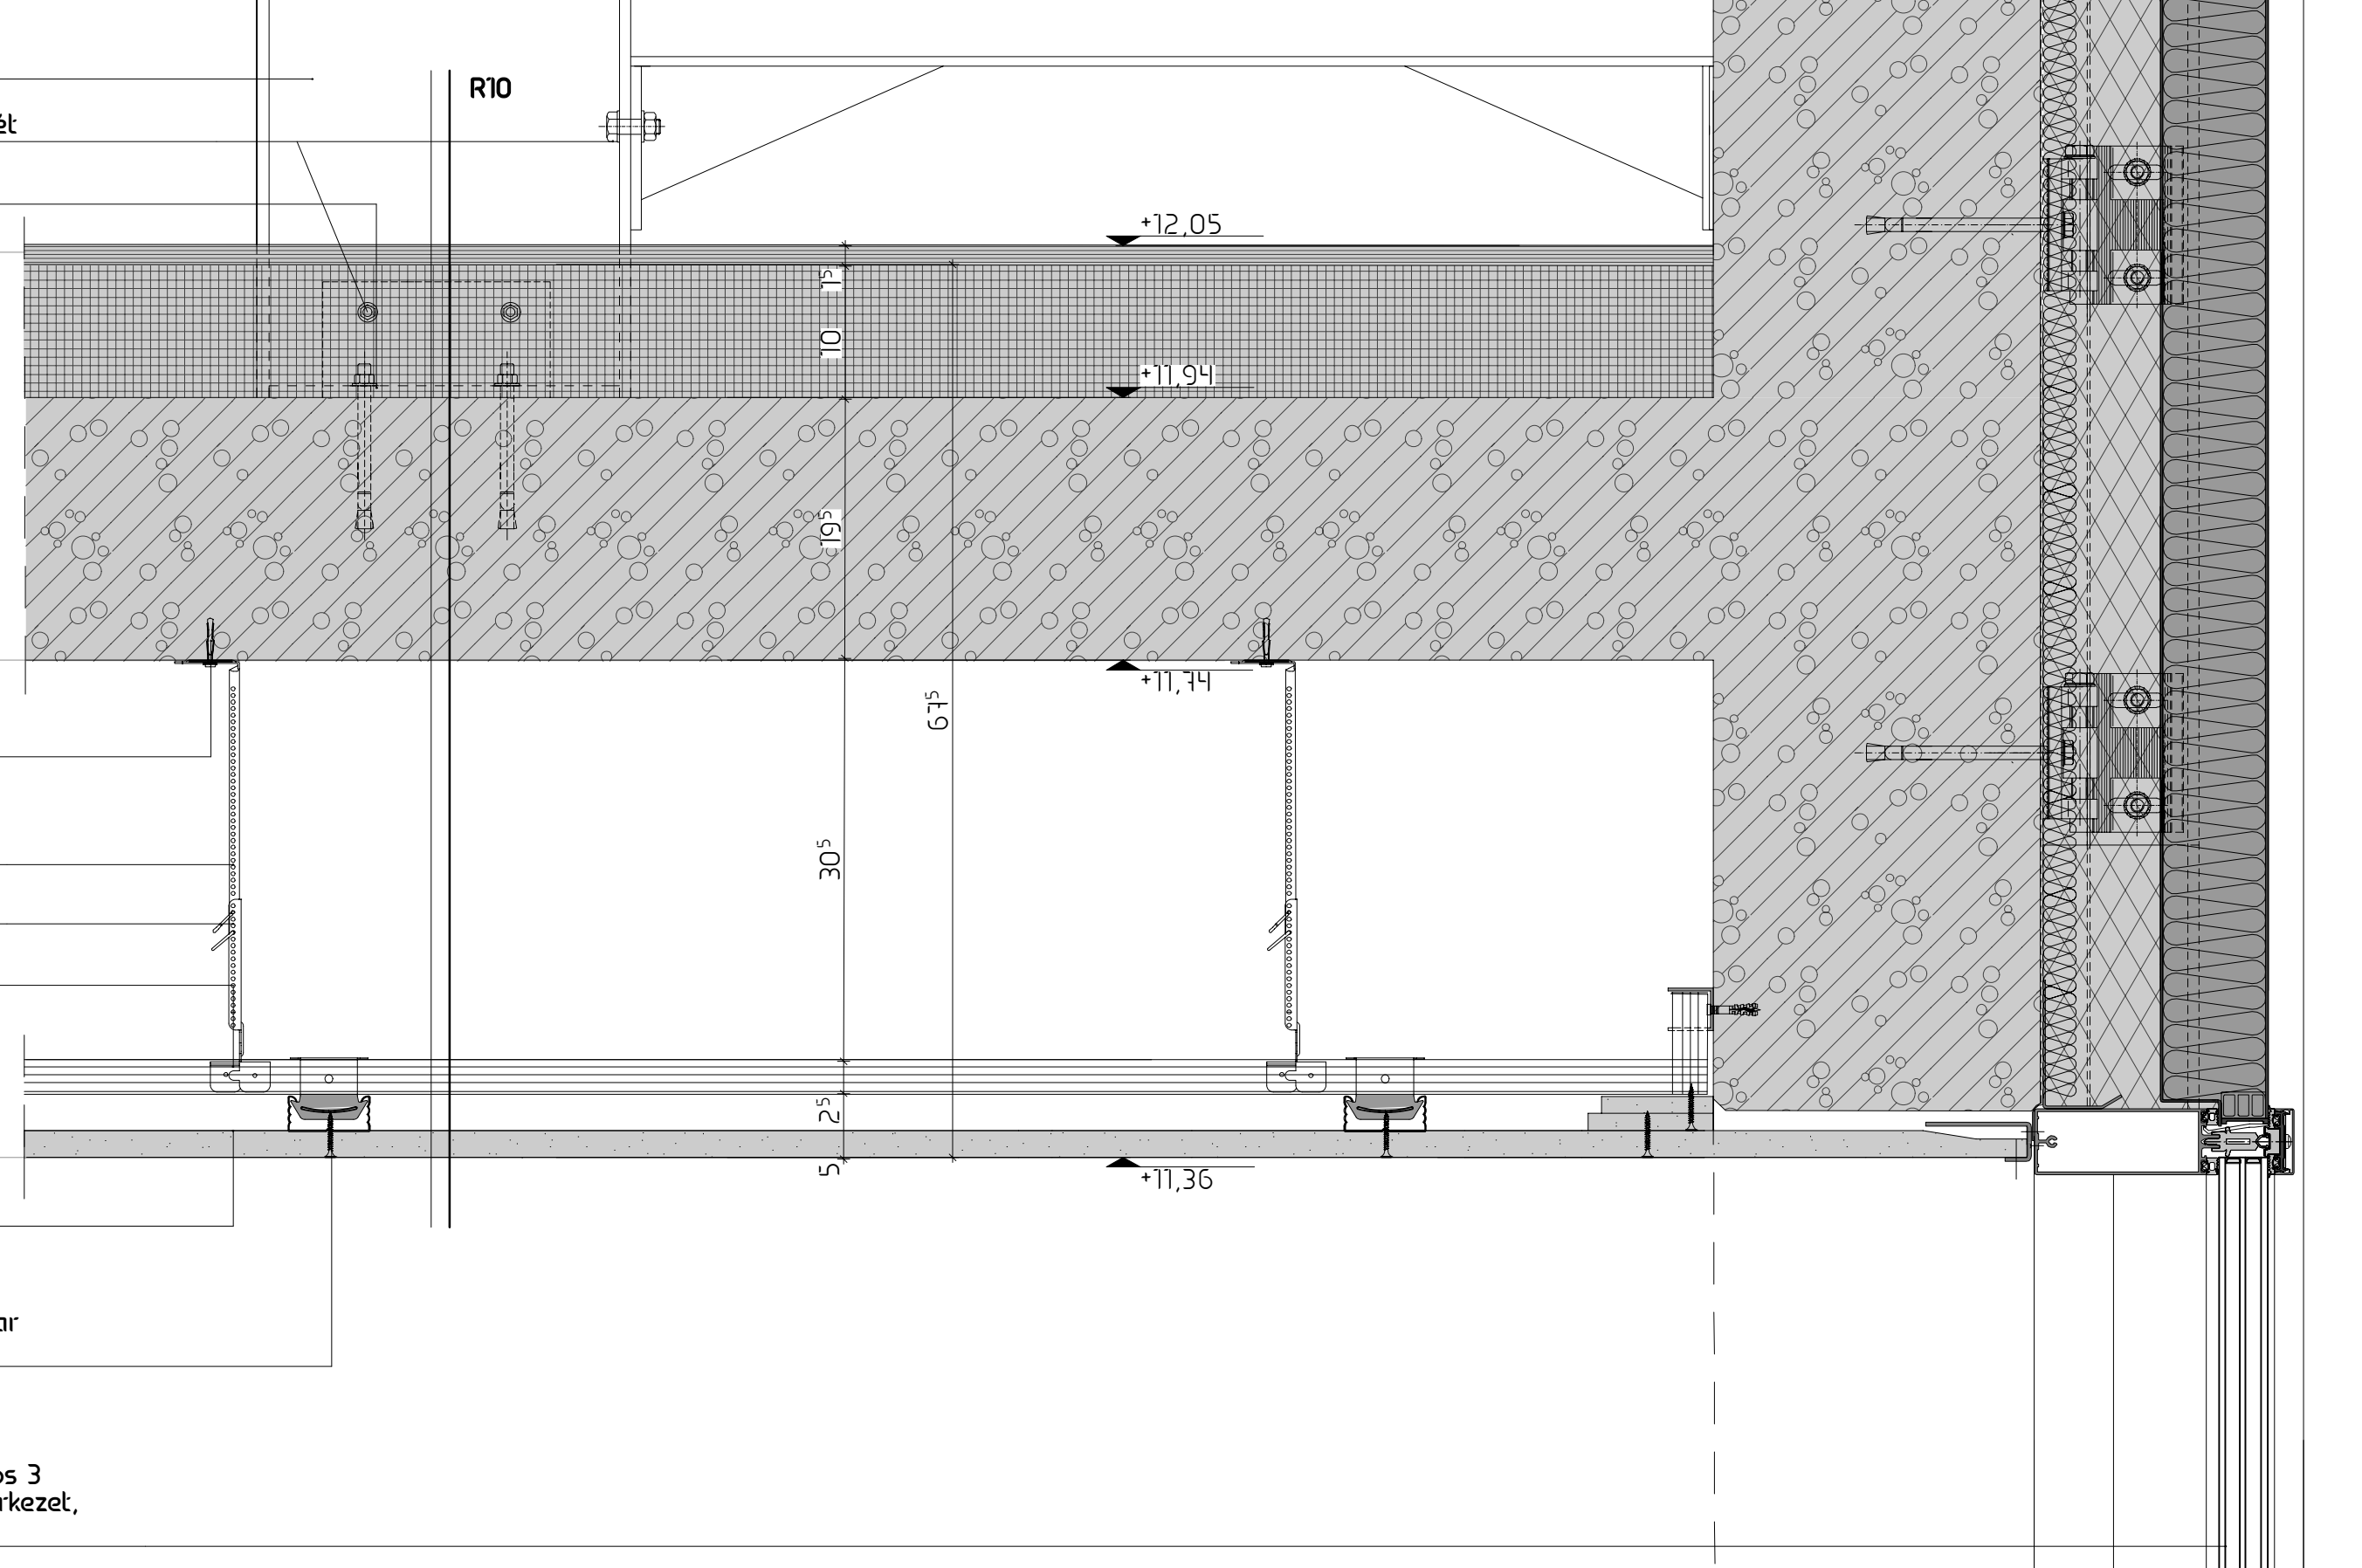 R10
ét
+12,05
1⁵
10
+11,94
19⁵
+11,74
67⁵
30⁵
2⁵
5
+11,36
ar
os 3
rkezet,